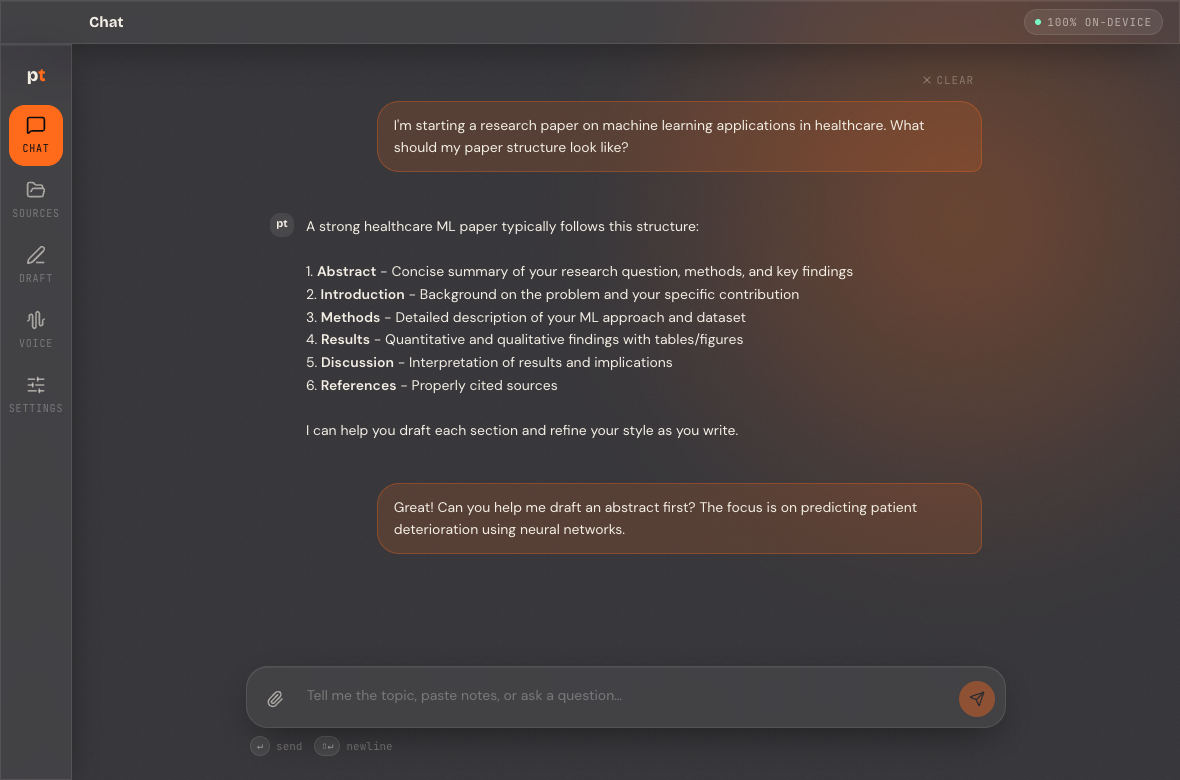 Chat
100% ON-DEVICE
pt
CHAT
SOURCES
DRAFT
VOICE
SETTINGS
CLEAR
I'm starting a research paper on machine learning applications in healthcare. What
should my paper structure look like?
pt
A strong healthcare ML paper typically follows this structure:
1. Abstract – Concise summary of your research question, methods, and key findings
2. Introduction – Background on the problem and your specific contribution
3. Methods – Detailed description of your ML approach and dataset
4. Results – Quantitative and qualitative findings with tables/figures
5. Discussion – Interpretation of results and implications
6. References – Properly cited sources
I can help you draft each section and refine your style as you write.
Great! Can you help me draft an abstract first? The focus is on predicting patient
deterioration using neural networks.
Tell me the topic, paste notes, or ask a question…
↵ send ⇧↵ newline